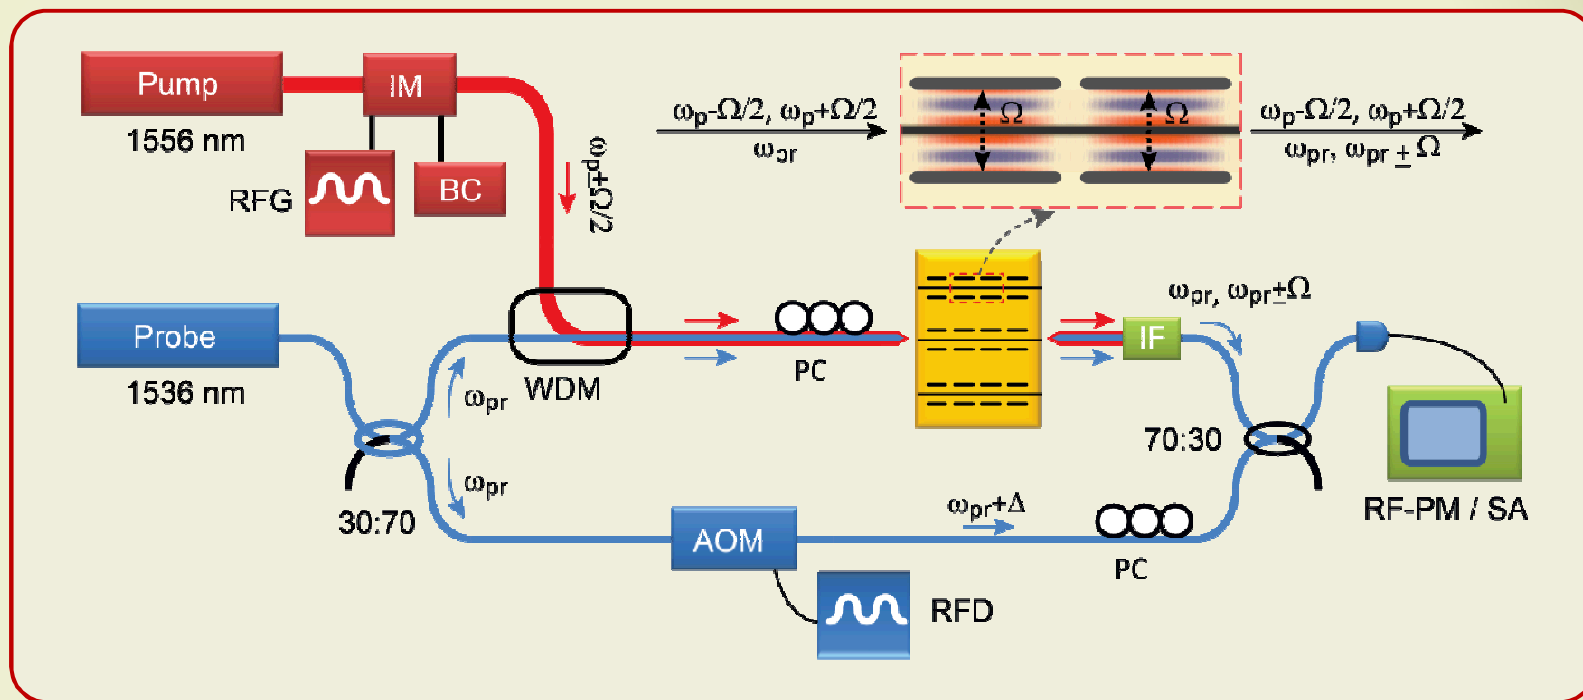 Pump
IM
1556 nm
RFG
BC
ωp±Ω/2
ωp-Ω/2, ωp+Ω/2
ωpr
Ω
Ω
ωp-Ω/2, ωp+Ω/2
ωpr, ωpr ± Ω
Probe
1536 nm
WDM
PC
IF
ωpr, ωpr±Ω
ωpr
ωpr
30:70
70:30
RF-PM / SA
AOM
ωpr+Δ
PC
RFD